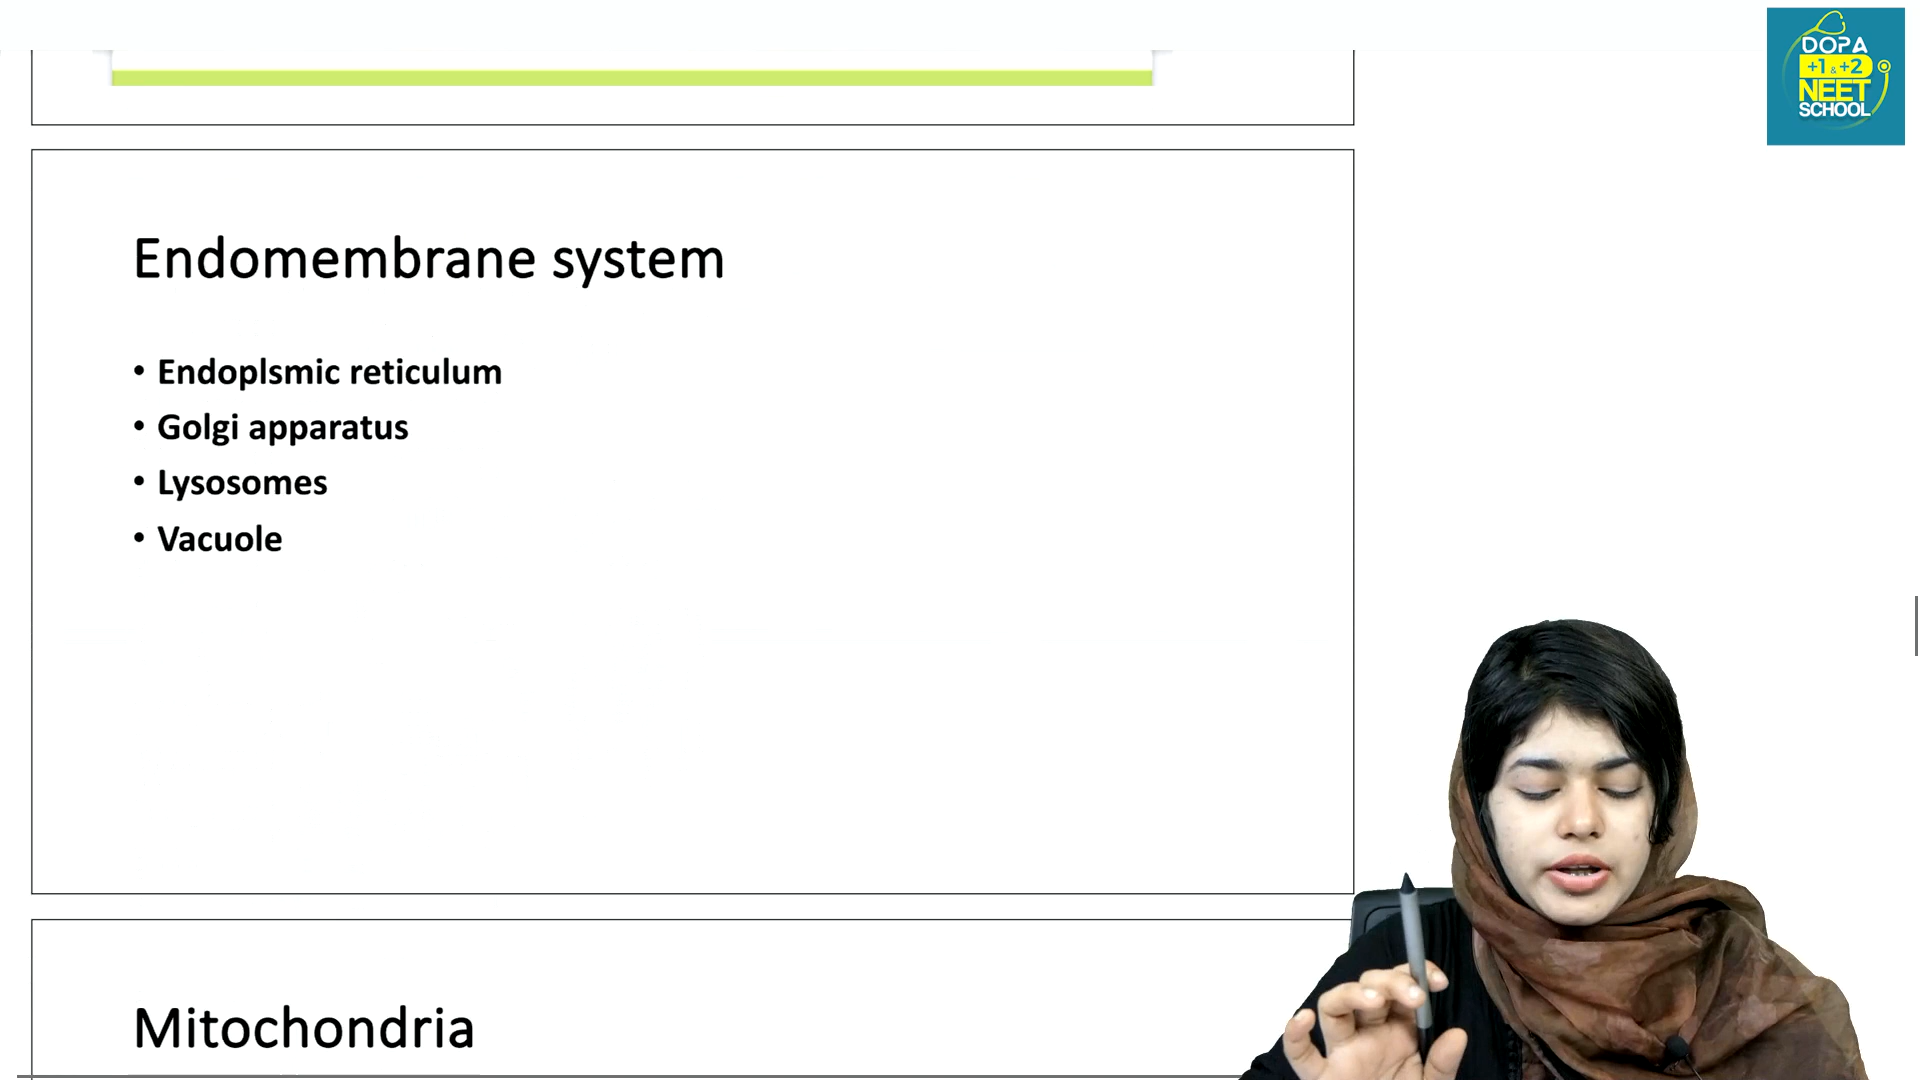 DOPA
+1 & +2
NEET
SCHOOL
Endomembrane system
• Endoplsmic reticulum
• Golgi apparatus
• Lysosomes
• Vacuole
Mitochondria